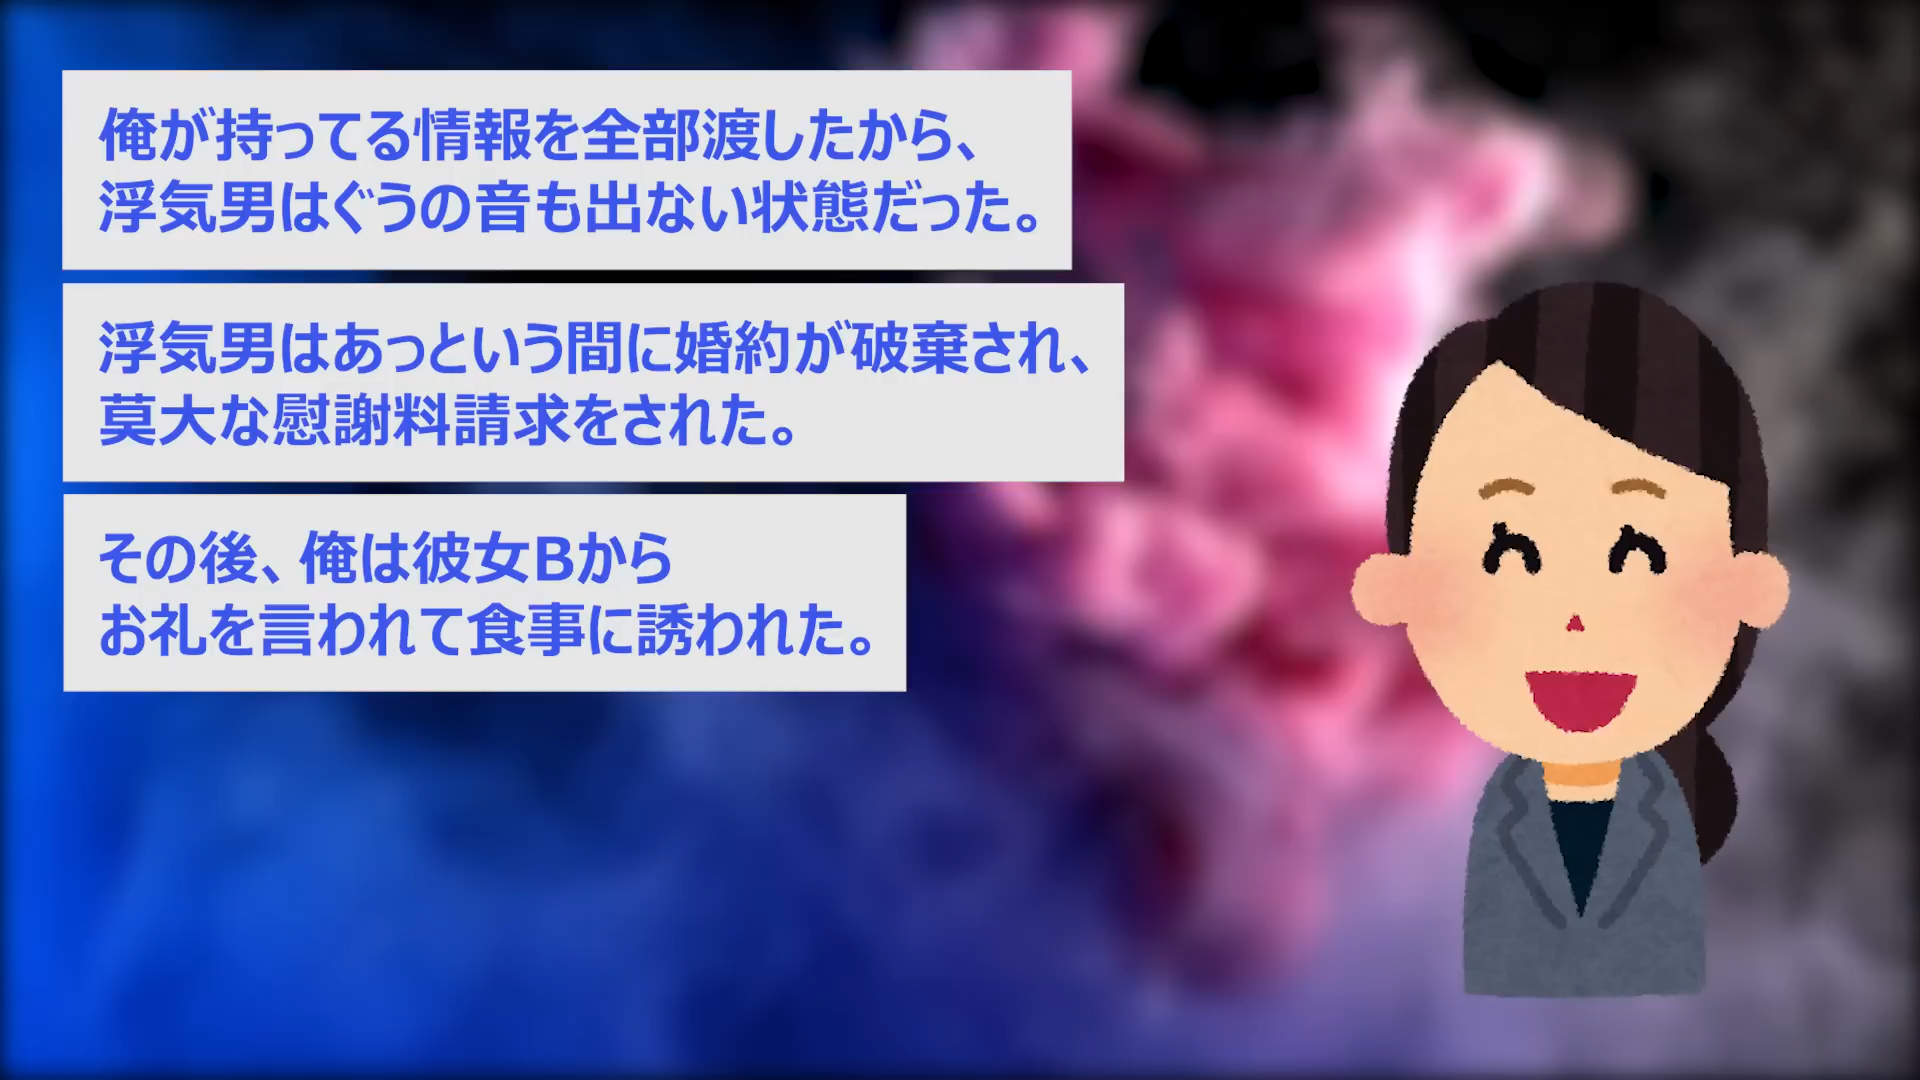 俺が持ってる情報を全部渡したから、
浮気男はぐうの音も出ない状態だった。
浮気男はあっという間に婚約が破棄され、
莫大な慰謝料請求をされた。
その後、俺は彼女Bから
お礼を言われて食事に誘われた。